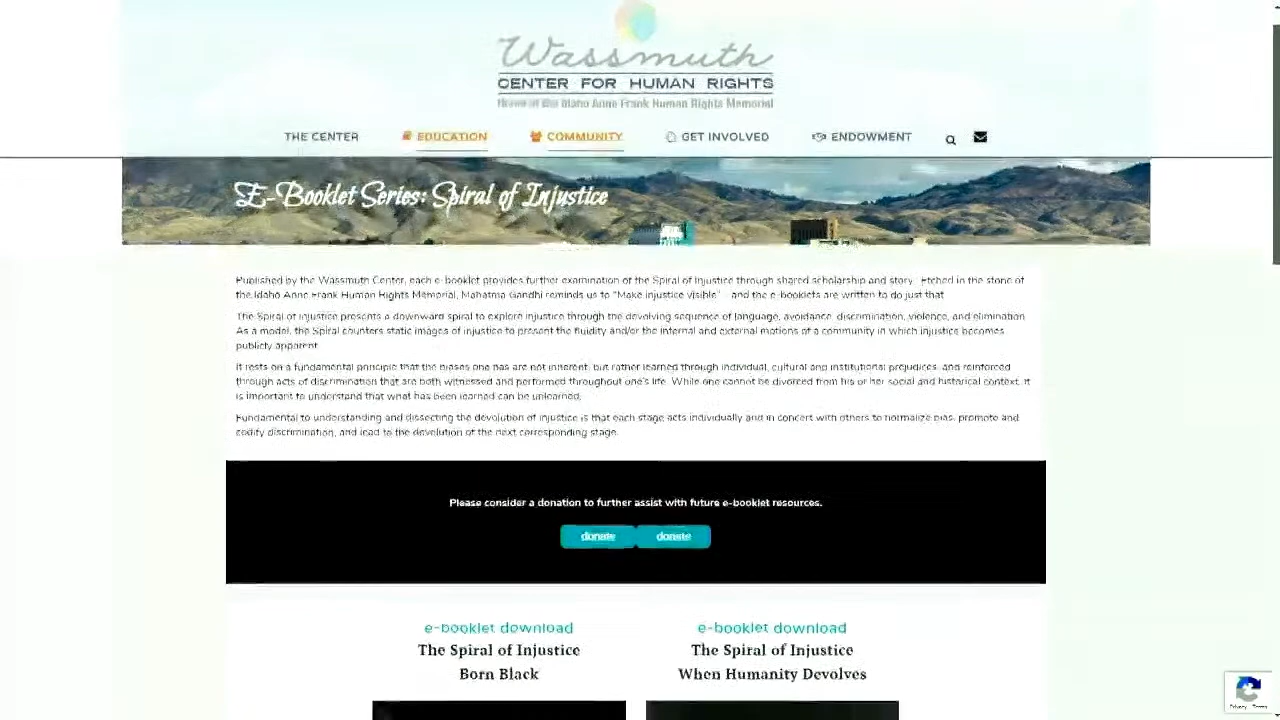 Wassmuth
CENTER FOR HUMAN RIGHTS
Home of the Idaho Anne Frank Human Rights Memorial
THE CENTER EDUCATION COMMUNITY GET INVOLVED ENDOWMENT
E-Booklet Series: Spiral of Injustice
Published by the Wassmuth Center, each e-booklet provides further examination of the Spiral of Injustice through shared scholarship and story. Etched in the stone of
the Idaho Anne Frank Human Rights Memorial, Mahatma Gandhi reminds us to "Make injustice visible" - and the e-booklets are written to do just that.
The Spiral of Injustice presents a downward spiral to explore injustice through the devolving sequence of language, avoidance, discrimination, violence, and elimination.
As a model, the Spiral counters static images of injustice to present the fluidity and/or the internal and external motions of a community in which injustice becomes
publicly apparent.
It rests on a fundamental principle that the biases one has are not inherent, but rather learned through individual, cultural and institutional prejudices, and reinforced
through acts of discrimination that are both witnessed and performed throughout one's life. While one cannot be divorced from his or her social and historical context, it
is important to understand that what has been learned can be unlearned.
Fundamental to understanding and dissecting the devolution of injustice is that each stage acts individually and in concert with others to normalize bias, promote and
codify discrimination, and lead to the devolution of the next corresponding stage.
Please consider a donation to further assist with future e-booklet resources.
donate donate
e-booklet download e-booklet download
The Spiral of Injustice The Spiral of Injustice
Born Black When Humanity Devolves
Privacy - Terms